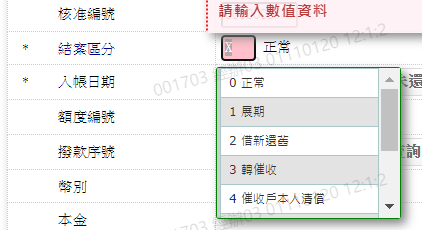 核准編號
請輸入數值資料
* 結案區分 X 正常
* 入帳日期
額度編號
撥款序號
幣別
本金
0 正常
1 展期
2 借新還舊
3 轉催收
4 催收戶本人清償